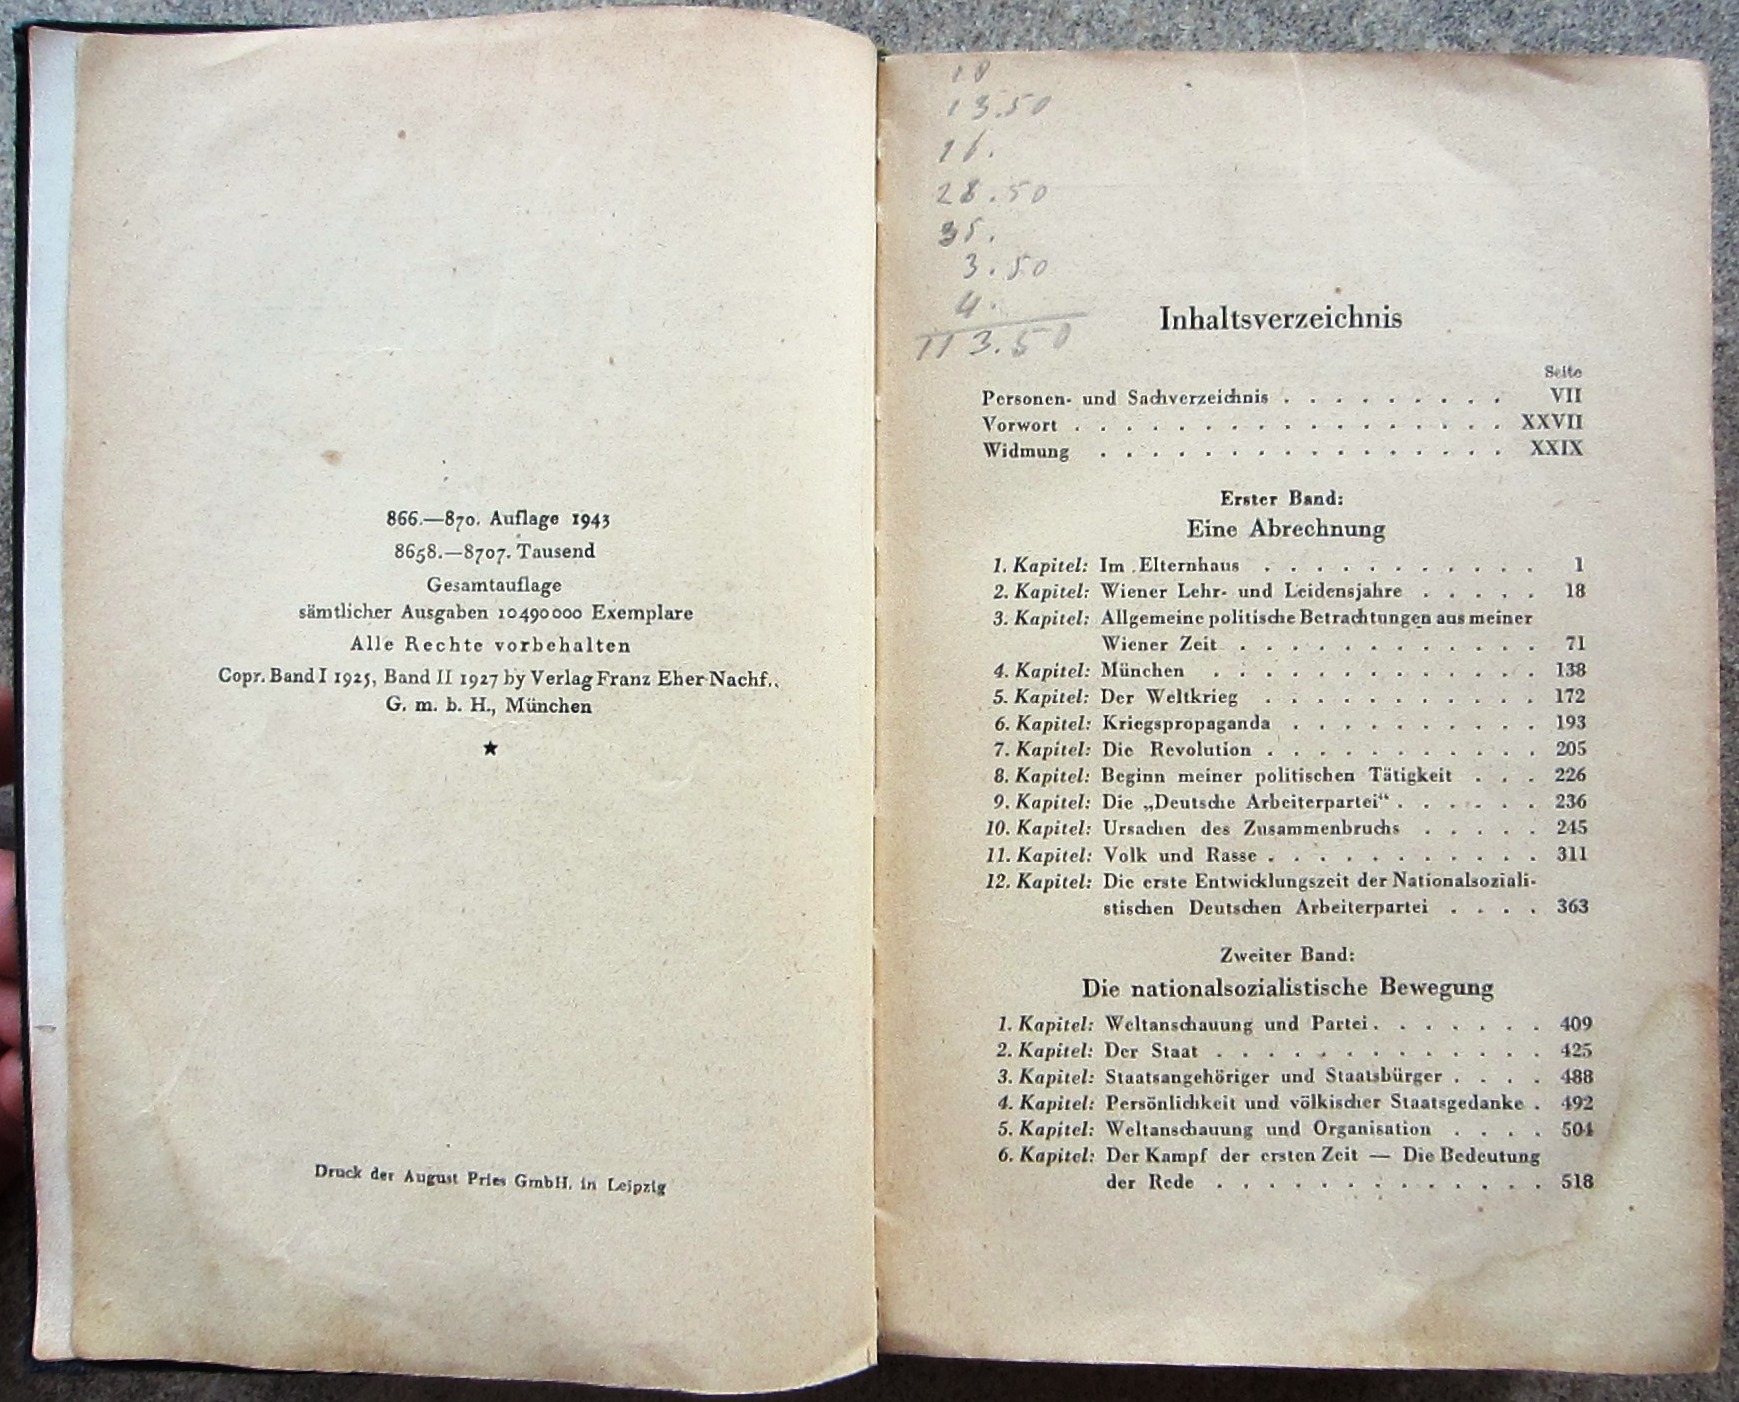 866.—870. Auflage 1943
8658.—8707. Tausend
Gesamtauflage
sämtlicher Ausgaben 10490000 Exemplare
Alle Rechte vorbehalten
Copr. Band I 1925, Band II 1927 by Verlag Franz Eher Nachf.,
G. m. b. H., München
★
Druck der August Pries GmbH. in Leipzig
18
13.50
16.
28.50
35.
3.50
4.
113.50
Inhaltsverzeichnis
Seite
Personen- und Sachverzeichnis . . . . . . . . . VII
Vorwort . . . . . . . . . . . . . . . . . XXVII
Widmung . . . . . . . . . . . . . . . . XXIX
Erster Band:
Eine Abrechnung
1. Kapitel: Im Elternhaus . . . . . . . . . . . 1
2. Kapitel: Wiener Lehr- und Leidensjahre . . . . . 18
3. Kapitel: Allgemeine politische Betrachtungen aus meiner
Wiener Zeit . . . . . . . . . . . . 71
4. Kapitel: München . . . . . . . . . . . . . 138
5. Kapitel: Der Weltkrieg . . . . . . . . . . . 172
6. Kapitel: Kriegspropaganda . . . . . . . . . . 193
7. Kapitel: Die Revolution . . . . . . . . . . . 205
8. Kapitel: Beginn meiner politischen Tätigkeit . . . 226
9. Kapitel: Die „Deutsche Arbeiterpartei“ . . . . . . 236
10. Kapitel: Ursachen des Zusammenbruchs . . . . . 245
11. Kapitel: Volk und Rasse . . . . . . . . . . . 311
12. Kapitel: Die erste Entwicklungszeit der Nationalsoziali-
stischen Deutschen Arbeiterpartei . . . . 363
Zweiter Band:
Die nationalsozialistische Bewegung
1. Kapitel: Weltanschauung und Partei . . . . . . . 409
2. Kapitel: Der Staat . . . . . . . . . . . . . 425
3. Kapitel: Staatsangehöriger und Staatsbürger . . . . 488
4. Kapitel: Persönlichkeit und völkischer Staatsgedanke . 492
5. Kapitel: Weltanschauung und Organisation . . . . 504
6. Kapitel: Der Kampf der ersten Zeit — Die Bedeutung
der Rede . . . . . . . . . . . . . 518